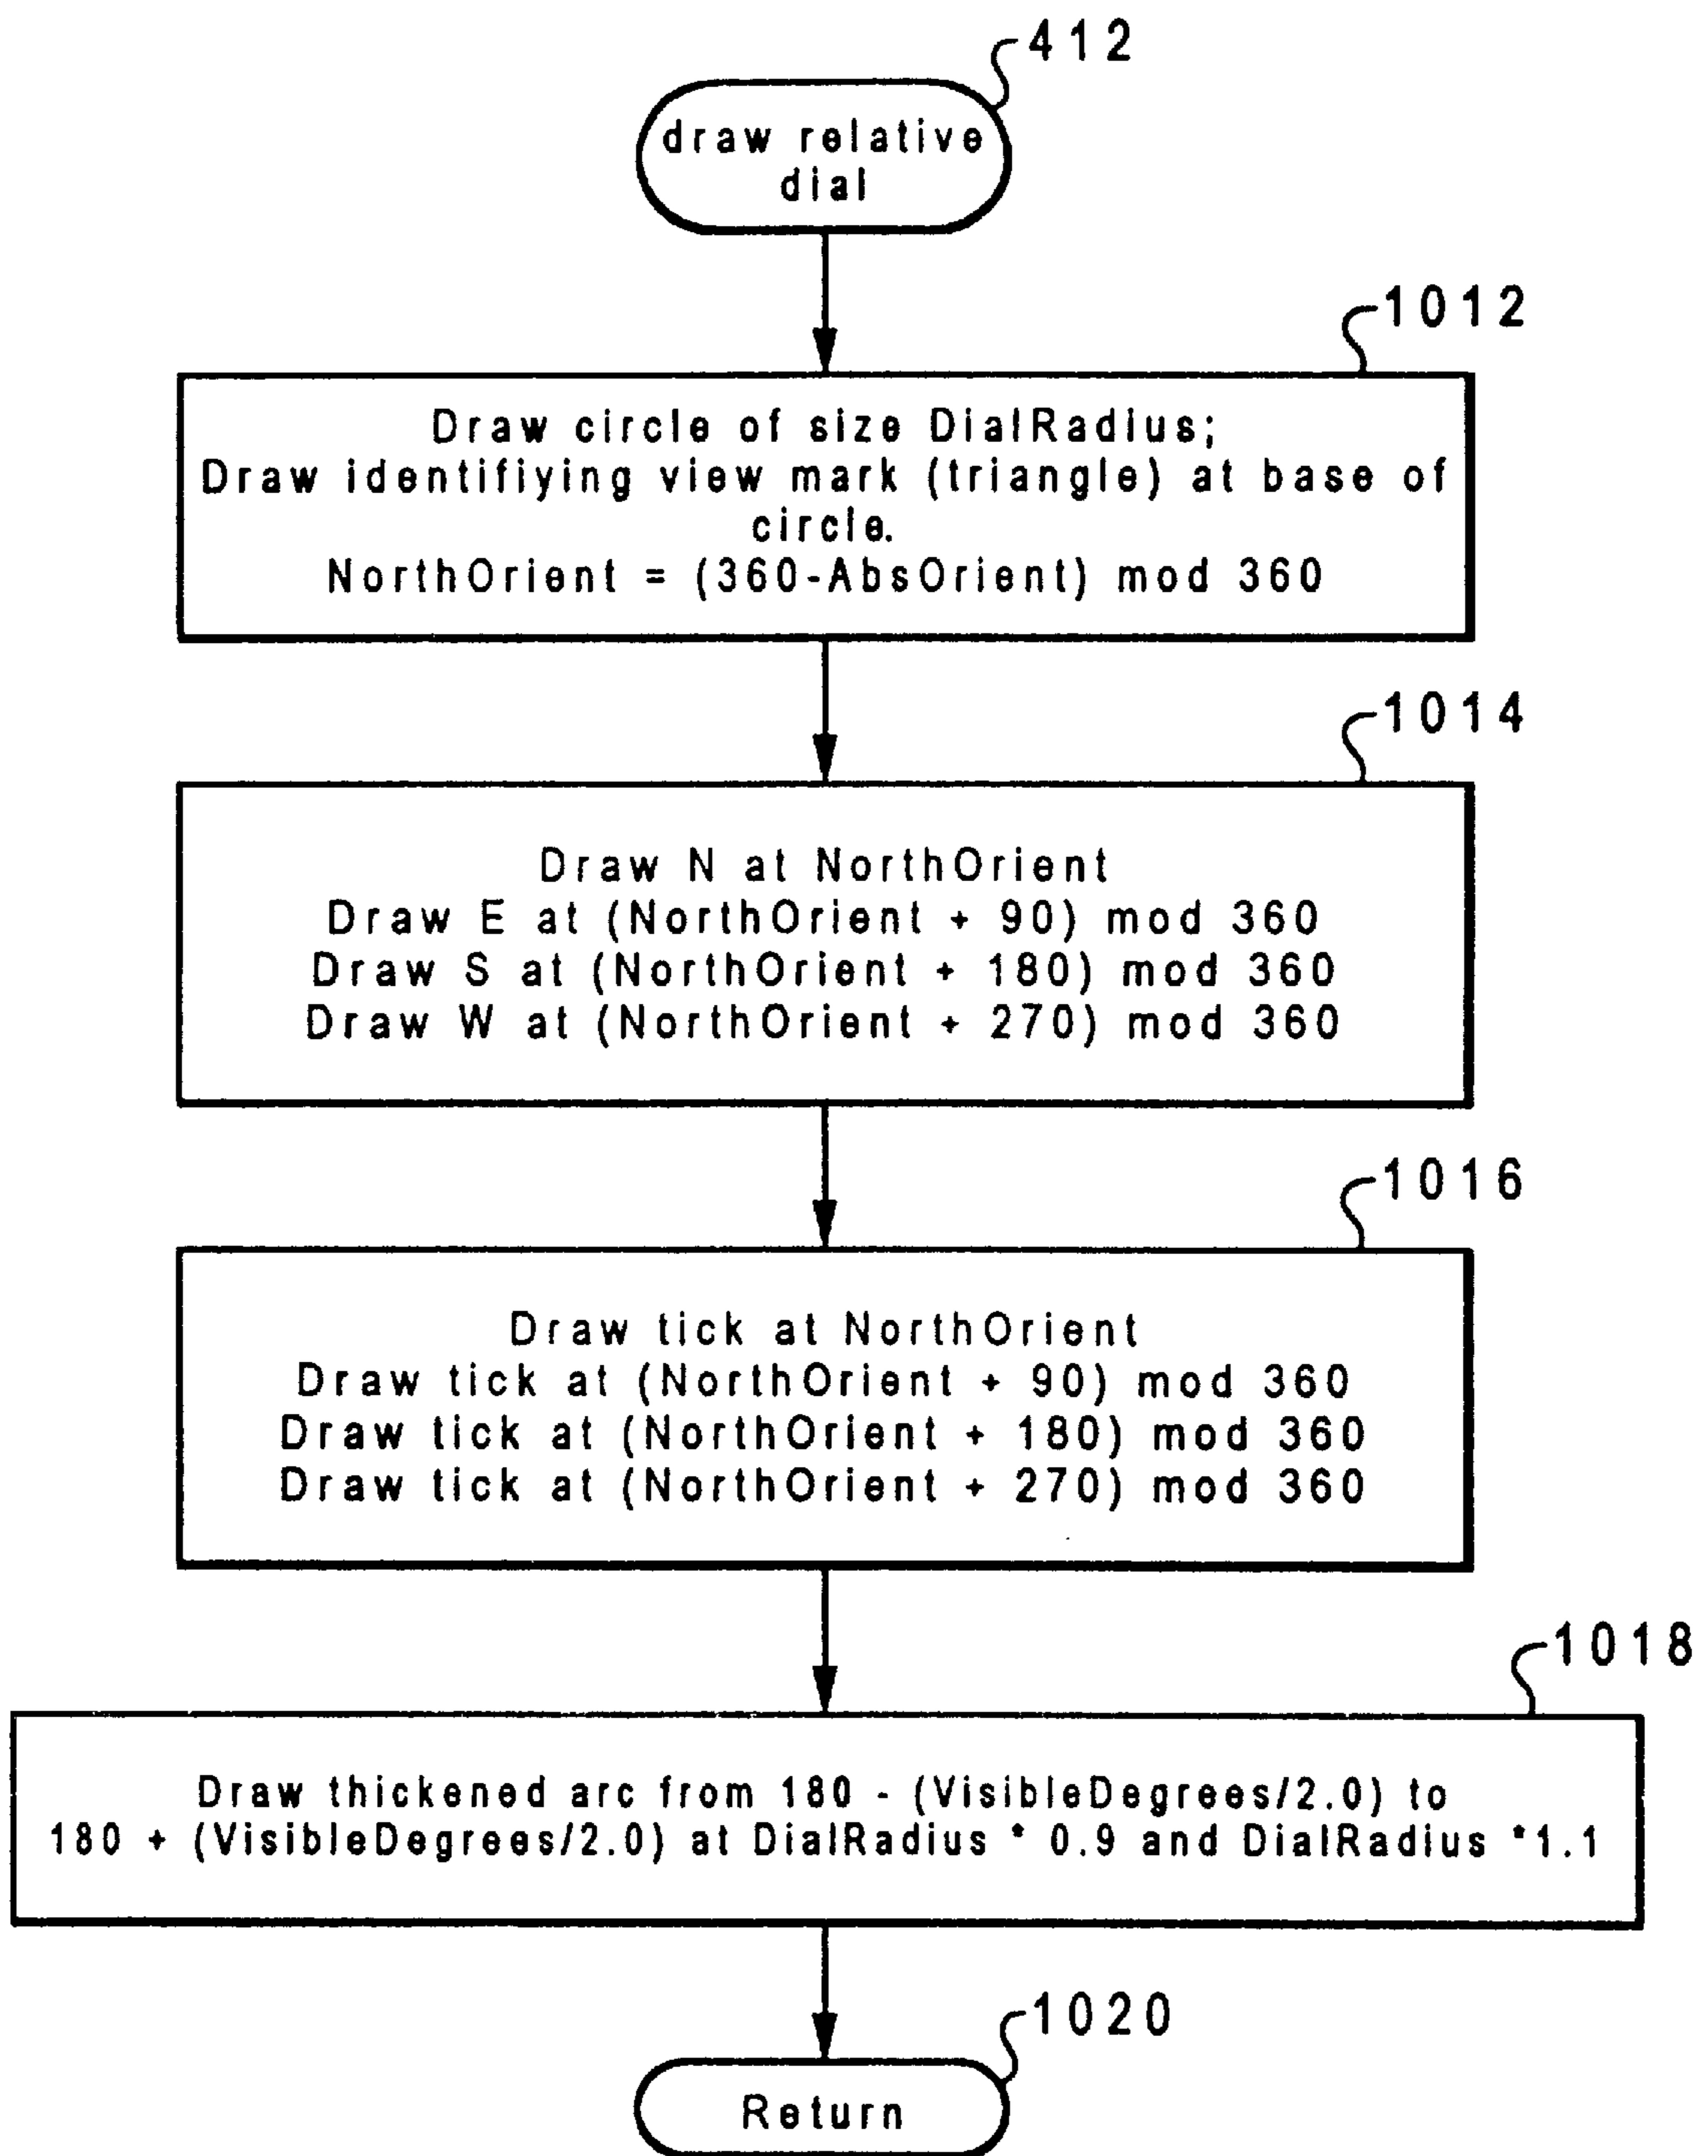 412
draw relative
dial
1012
Draw circle of size DialRadius;
Draw identifiying view mark (triangle) at base of
circle.
NorthOrient = (360-AbsOrient) mod 360
1014
Draw N at NorthOrient
Draw E at (NorthOrient + 90) mod 360
Draw S at (NorthOrient + 180) mod 360
Draw W at (NorthOrient + 270) mod 360
1016
Draw tick at NorthOrient
Draw tick at (NorthOrient + 90) mod 360
Draw tick at (NorthOrient + 180) mod 360
Draw tick at (NorthOrient + 270) mod 360
1018
Draw thickened arc from 180 - (VisibleDegrees/2.0) to
180 + (VisibleDegrees/2.0) at DialRadius * 0.9 and DialRadius *1.1
1020
Return